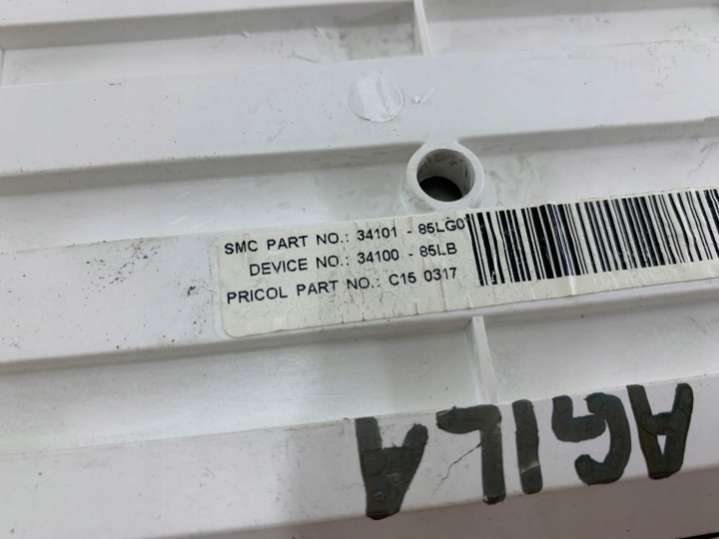 SMC PART NO.: 34101 - 85LG0
DEVICE NO.: 34100 - 85LB
PRICOL PART NO.: C15 0317
AGILA